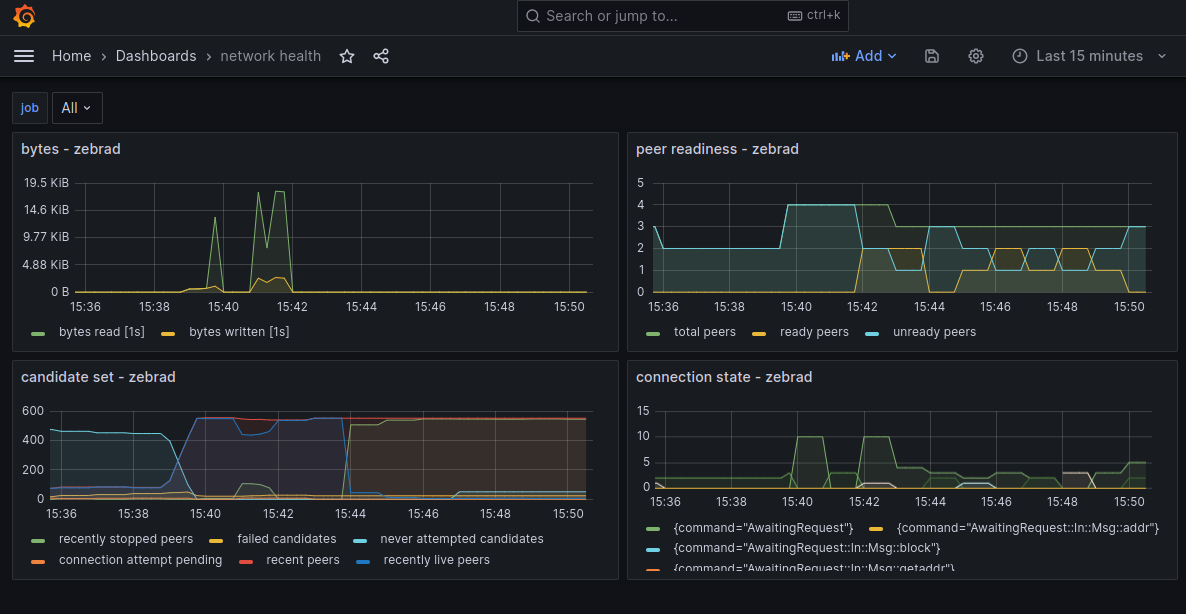 Search or jump to... ctrl+k
Home › Dashboards › network health Add Last 15 minutes
job All
bytes - zebrad
19.5 KiB
14.6 KiB
9.77 KiB
4.88 KiB
0 B
15:36 15:38 15:40 15:42 15:44 15:46 15:48 15:50
bytes read [1s] bytes written [1s]
peer readiness - zebrad
5
4
3
2
1
0
15:36 15:38 15:40 15:42 15:44 15:46 15:48 15:50
total peers ready peers unready peers
candidate set - zebrad
600
400
200
0
15:36 15:38 15:40 15:42 15:44 15:46 15:48 15:50
recently stopped peers failed candidates never attempted candidates
connection attempt pending recent peers recently live peers
connection state - zebrad
15
10
5
0
15:36 15:38 15:40 15:42 15:44 15:46 15:48 15:50
{command="AwaitingRequest"} {command="AwaitingRequest::In::Msg::addr"}
{command="AwaitingRequest::In::Msg::block"}
{command="AwaitingRequest::In::Msg::getaddr"}